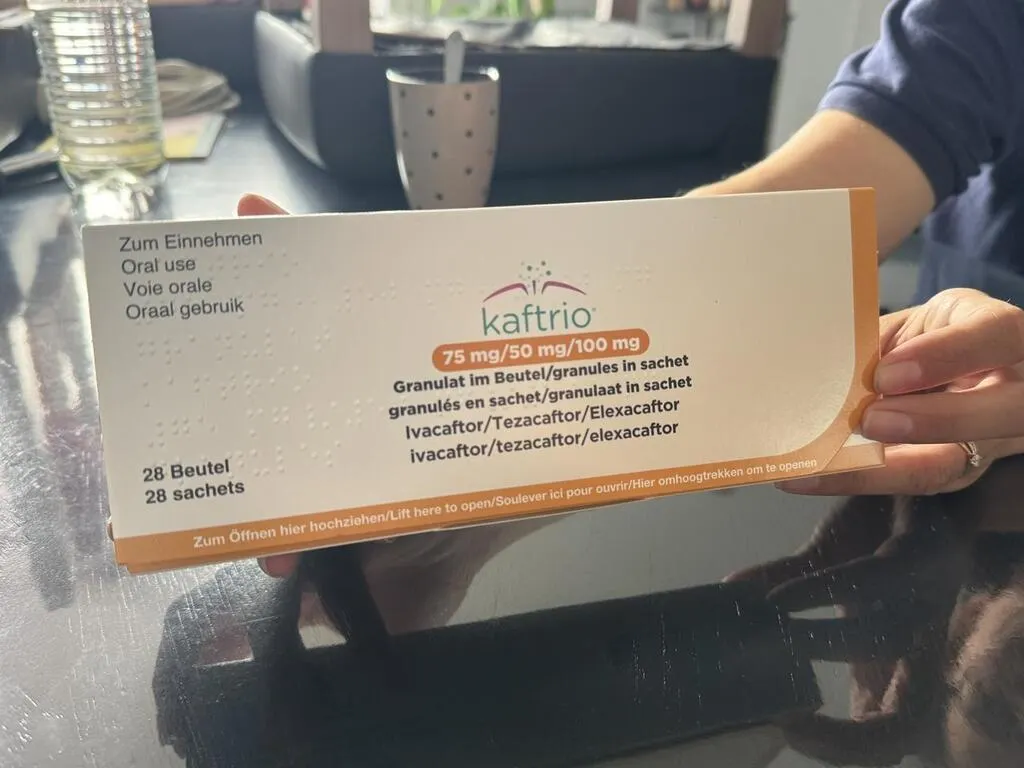 Zum Einnehmen
Oral use
Voie orale
Oraal gebruik
kaftrio®
75 mg/50 mg/100 mg
Granulat im Beutel/granules in sachet
granulés en sachet/granulaat in sachet
Ivacaftor/Tezacaftor/Elexacaftor
ivacaftor/tezacaftor/elexacaftor
28 Beutel
28 sachets
Zum Öffnen hier hochziehen/Lift here to open/Soulever ici pour ouvrir/Hier omhoogtrekken om te openen